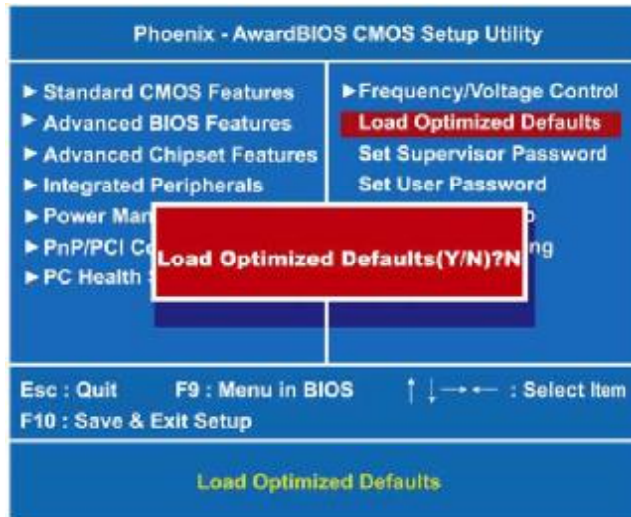 Phoenix - AwardBIOS CMOS Setup Utility
► Standard CMOS Features
► Advanced BIOS Features
► Advanced Chipset Features
► Integrated Peripherals
► Power Man
► PnP/PCI Co
► PC Health
►Frequency/Voltage Control
Load Optimized Defaults
Set Supervisor Password
Set User Password
Load Optimized Defaults(Y/N)?N
Esc : Quit F9 : Menu in BIOS ↑↓→← : Select Item
F10 : Save & Exit Setup
Load Optimized Defaults